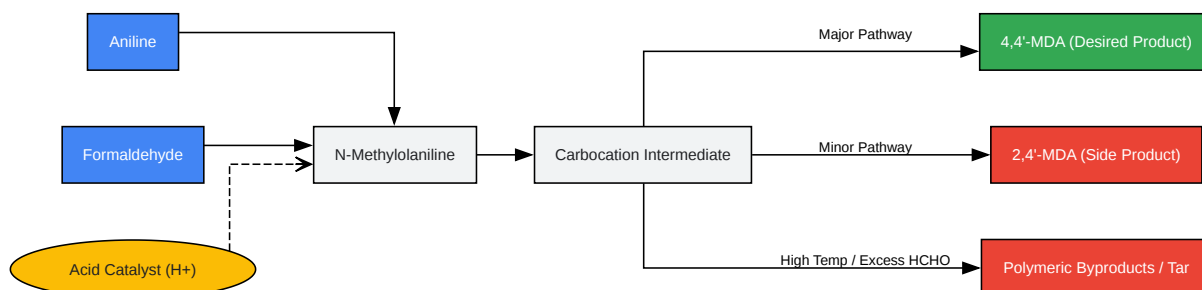 Aniline
Major Pathway
4,4'-MDA (Desired Product)
Formaldehyde
N-Methylolaniline
Carbocation Intermediate
Minor Pathway
2,4'-MDA (Side Product)
Acid Catalyst (H+)
High Temp / Excess HCHO
Polymeric Byproducts / Tar